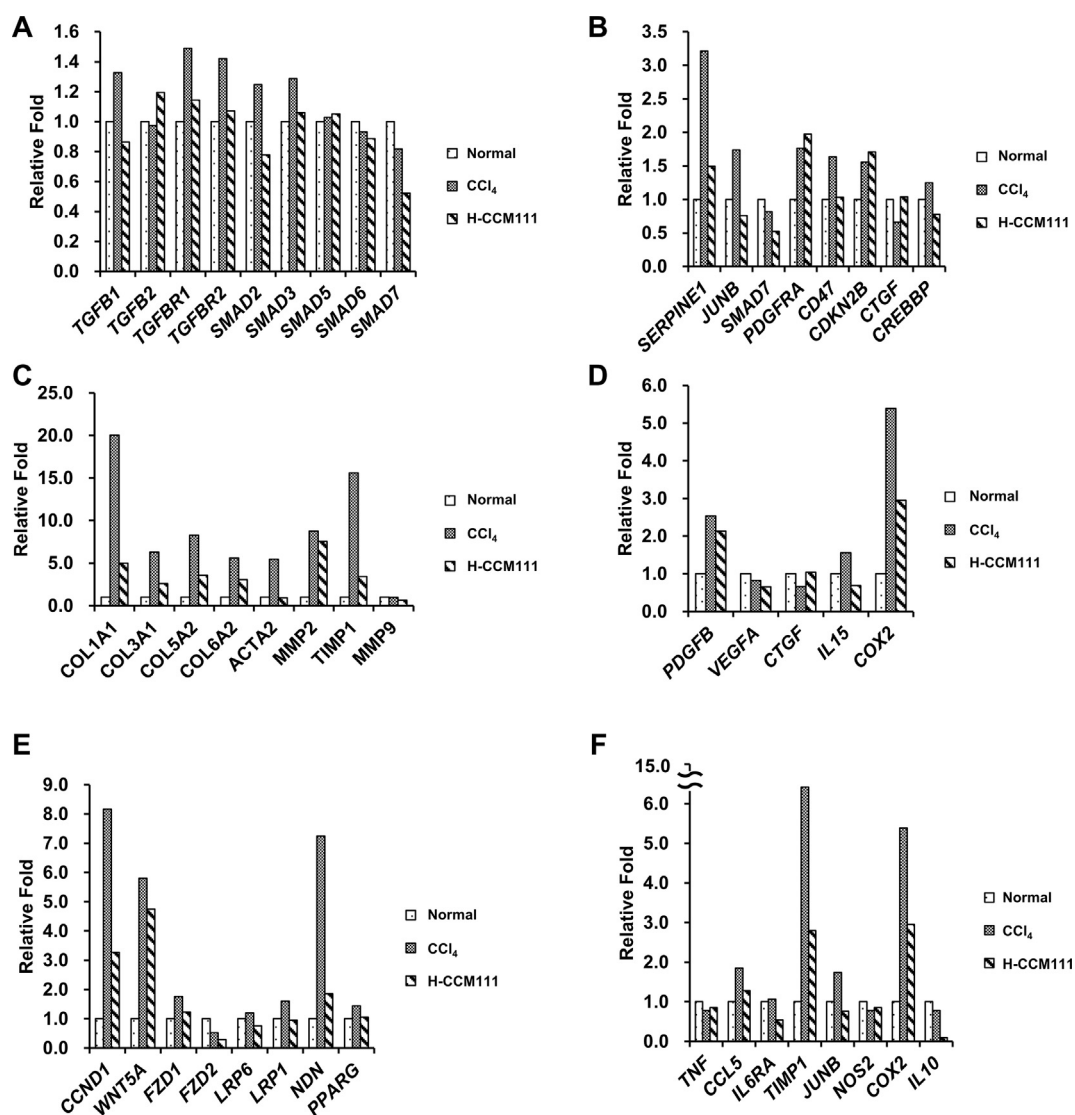 A
Relative Fold
1.6
1.4
1.2
1.0
0.8
0.6
0.4
0.2
0.0
TGFB1
TGFB2
TGFBR1
TGFBR2
SMAD2
SMAD3
SMAD5
SMAD6
SMAD7
Normal
CCl4
H-CCM111
B
Relative Fold
3.5
3.0
2.5
2.0
1.5
1.0
0.5
0.0
SERPINE1
JUNB
SMAD7
PDGFRA
CD47
CDKN2B
CTGF
CREBBP
Normal
CCl4
H-CCM111
C
Relative Fold
25.0
20.0
15.0
10.0
5.0
0.0
COL1A1
COL3A1
COL5A2
COL6A2
ACTA2
MMP2
TIMP1
MMP9
Normal
CCl4
H-CCM111
D
Relative Fold
6.0
5.0
4.0
3.0
2.0
1.0
0.0
PDGFB
VEGFA
CTGF
IL15
COX2
Normal
CCl4
H-CCM111
E
Relative Fold
9.0
8.0
7.0
6.0
5.0
4.0
3.0
2.0
1.0
0.0
CCND1
WNT5A
FZD1
FZD2
LRP6
LRP1
NDN
PPARG
Normal
CCl4
H-CCM111
F
Relative Fold
15.0
6.0
5.0
4.0
3.0
2.0
1.0
0.0
TNF
CCL5
IL6RA
TIMP1
JUNB
NOS2
COX2
IL10
Normal
CCl4
H-CCM111